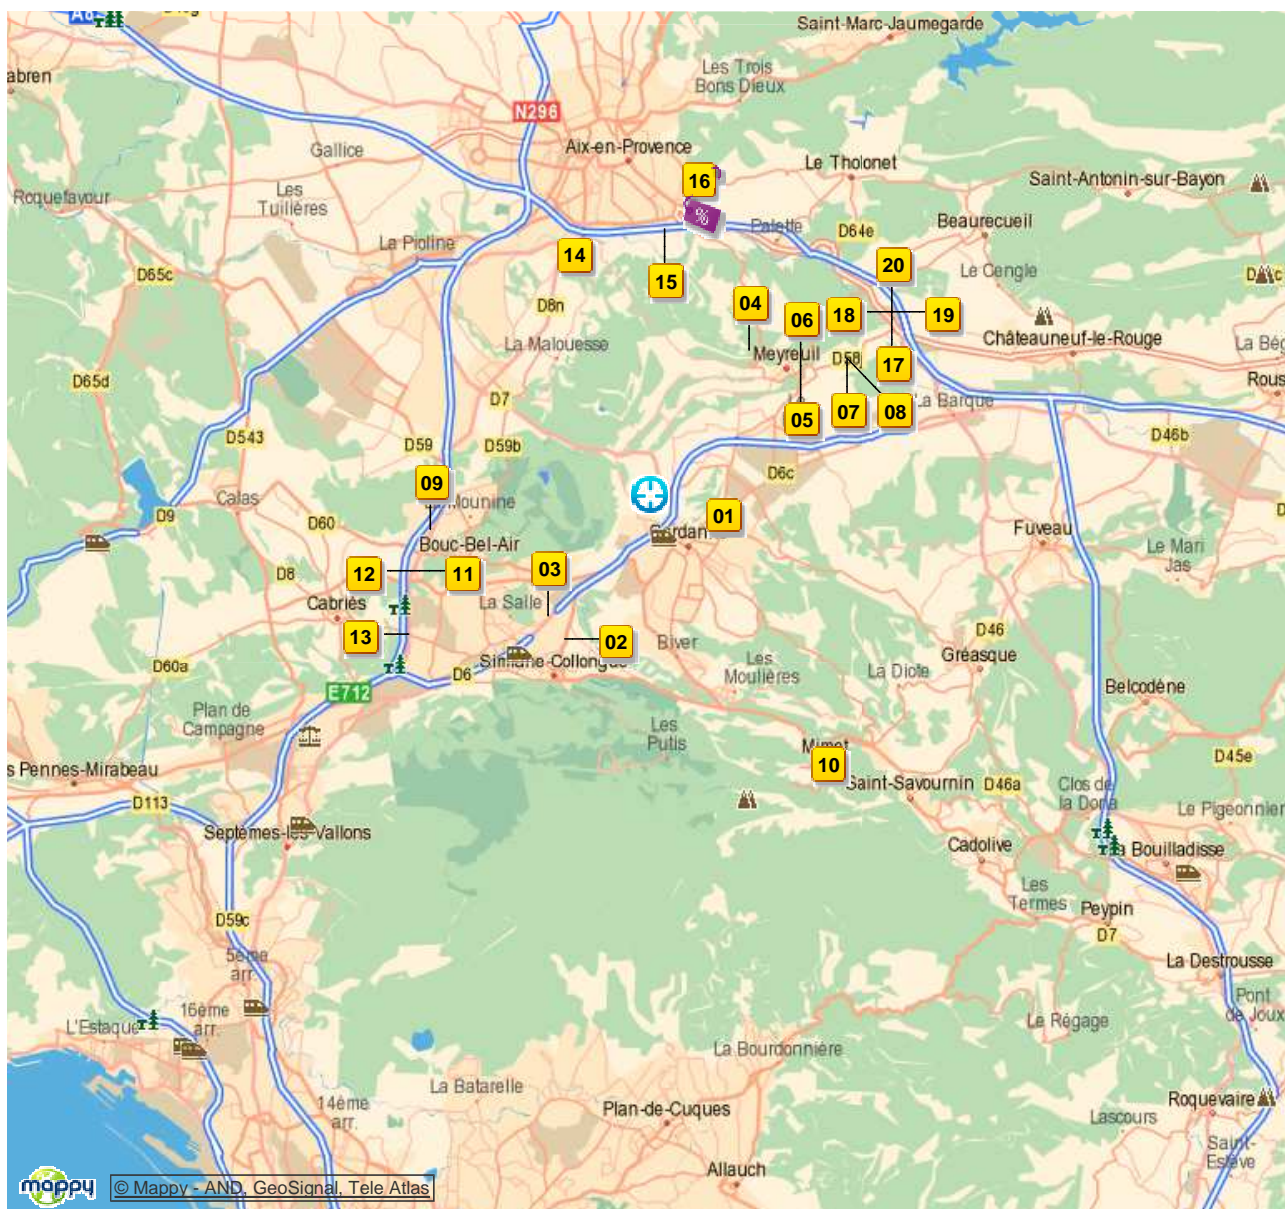 A8
Saint-Marc-Jaumegarde
Les Trois
Bons Dieux
abren
N296
Aix-en-Provence
Gallice
Le Tholonet
Saint-Antonin-sur-Bayon
16
Roquefavour
Les
Tuilières
%
Palette
D64e
Beaurecueil
La Pioline
14
15
20
Le Cengle
D65c
D8n
04
06
18
19
Châteauneuf-le-Rouge
La Malouesse
Meyreuil
D58
17
La Bég
D65d
D7
05
07
08
La Barque
Rous
D543
D59
D59b
D46b
D6c
09
Mounine
Calas
01
D9
D60
Fuveau
Bouc-Bel-Air
Le Mari
Jas
12
11
03
D8
Cabriès
La Salle
13
02
Biver
D46
D60a
Simiane-Collongue
D6
Les
Moulières
La Diote
Gréasque
E712
Belcodène
Plan de
Campagne
Les
Putis
Mimet
10
s Pennes-Mirabeau
D45e
Saint-Savournin
D46a
Clos de
la Dona
D113
Le Pigeonnier
Septèmes-les-Vallons
Cadolive
a Bouilladisse
Les
Termes
Peypin
D59c
D7
5ème
arr.
La Destrousse
16ème
arr.
L'Estaque
Pont
de Joux
Le Régage
La Bourdonnière
La Batarelle
14ème
arr.
Plan-de-Cuques
Roquevaire
Lascours
Saint-
Estève
Allauch
mappy
© Mappy - AND, GeoSignal, Tele Atlas